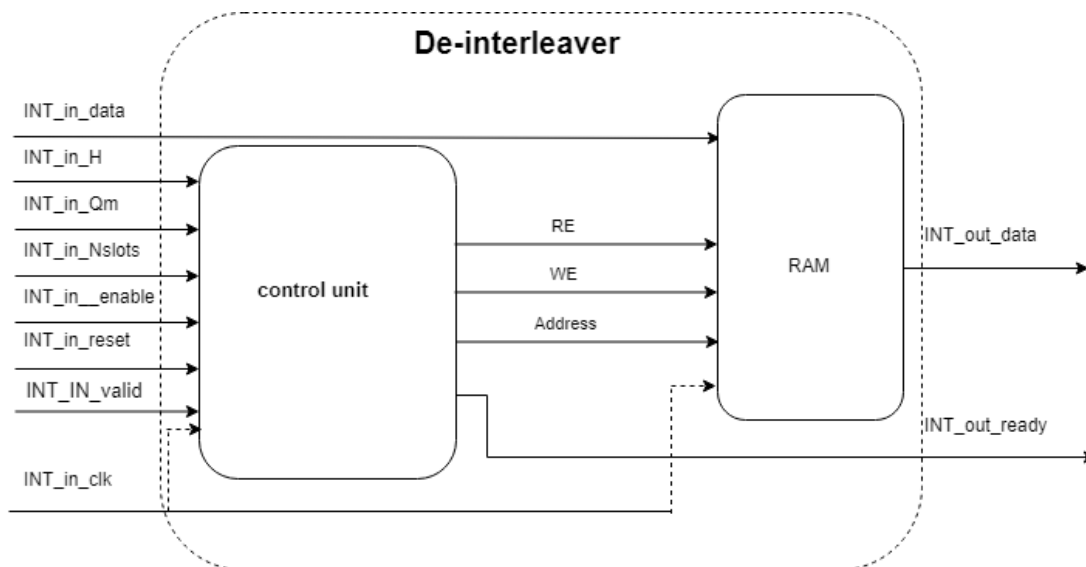 De-interleaver
INT_in_data
INT_in_H
INT_in_Qm
INT_in_Nslots
INT_in__enable
INT_in_reset
INT_IN_valid
INT_in_clk
control unit
RE
WE
Address
RAM
INT_out_data
INT_out_ready